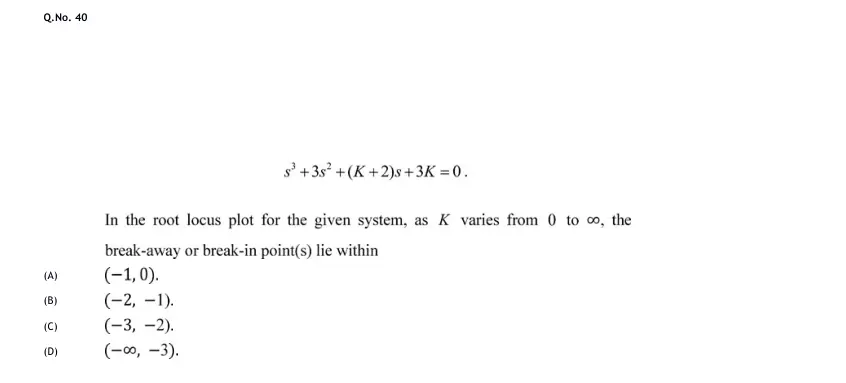 Q.No. 40
s³ + 3s² + (K + 2)s + 3K = 0.
In the root locus plot for the given system, as K varies from 0 to ∞, the
break-away or break-in point(s) lie within
(A) (−1, 0).
(B) (−2, −1).
(C) (−3, −2).
(D) (−∞, −3).